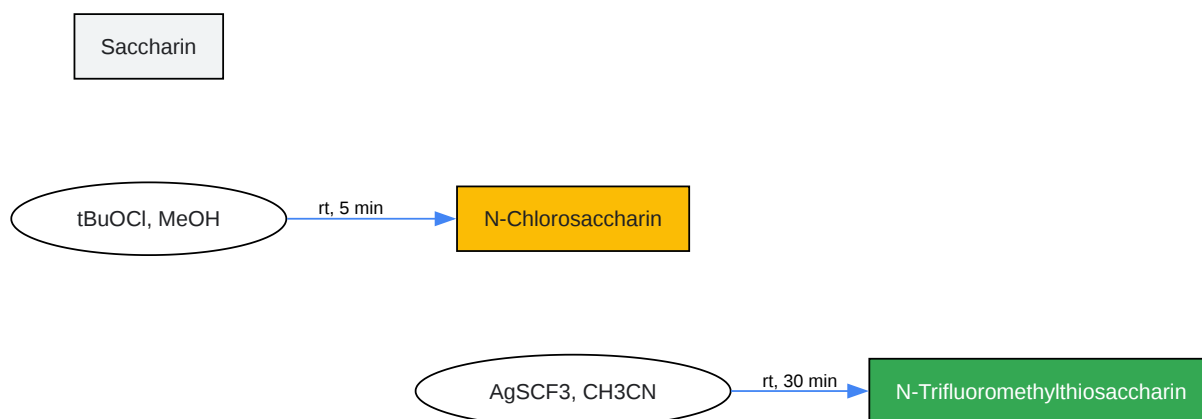 Saccharin
tBuOCl, MeOH
rt, 5 min
N-Chlorosaccharin
AgSCF3, CH3CN
rt, 30 min
N-Trifluoromethylthiosaccharin